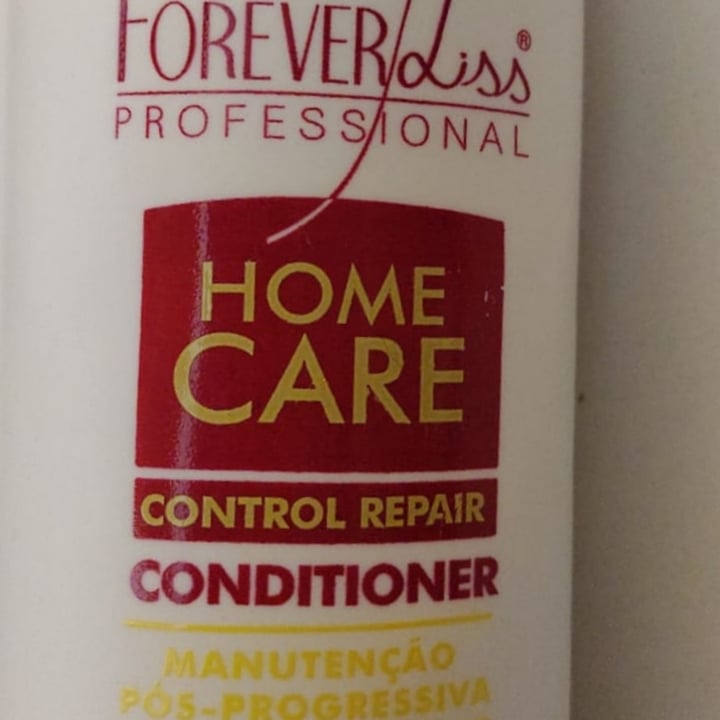 FOREVER Liss®
PROFESSIONAL
HOME
CARE
CONTROL REPAIR
CONDITIONER
MANUTENÇÃO
PÓS-PROGRESSIVA